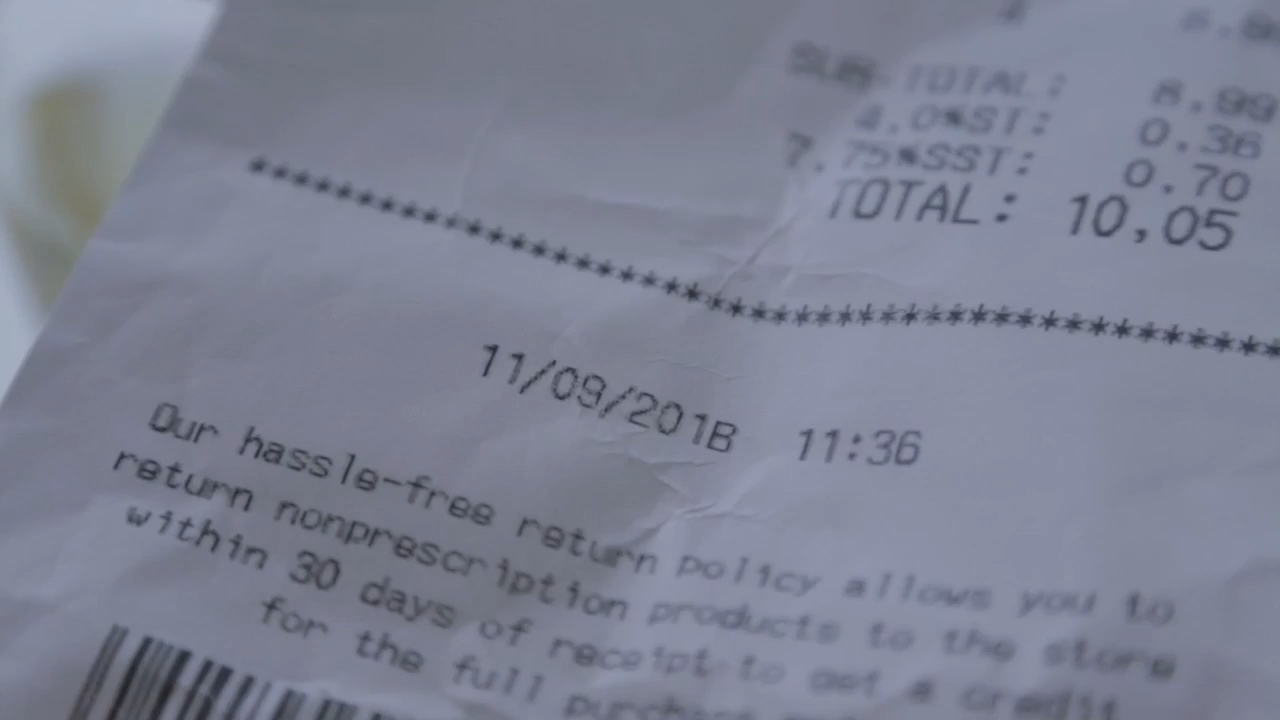 SUB-TOTAL: 8.99
4.0%ST: 0.36
7.75%SST: 0.70
TOTAL: 10,05
*************************************************
11/09/2018 11:36
Our hassle-free return policy allows you to
return nonprescription products to the store
within 30 days of receipt to get a credit
for the full